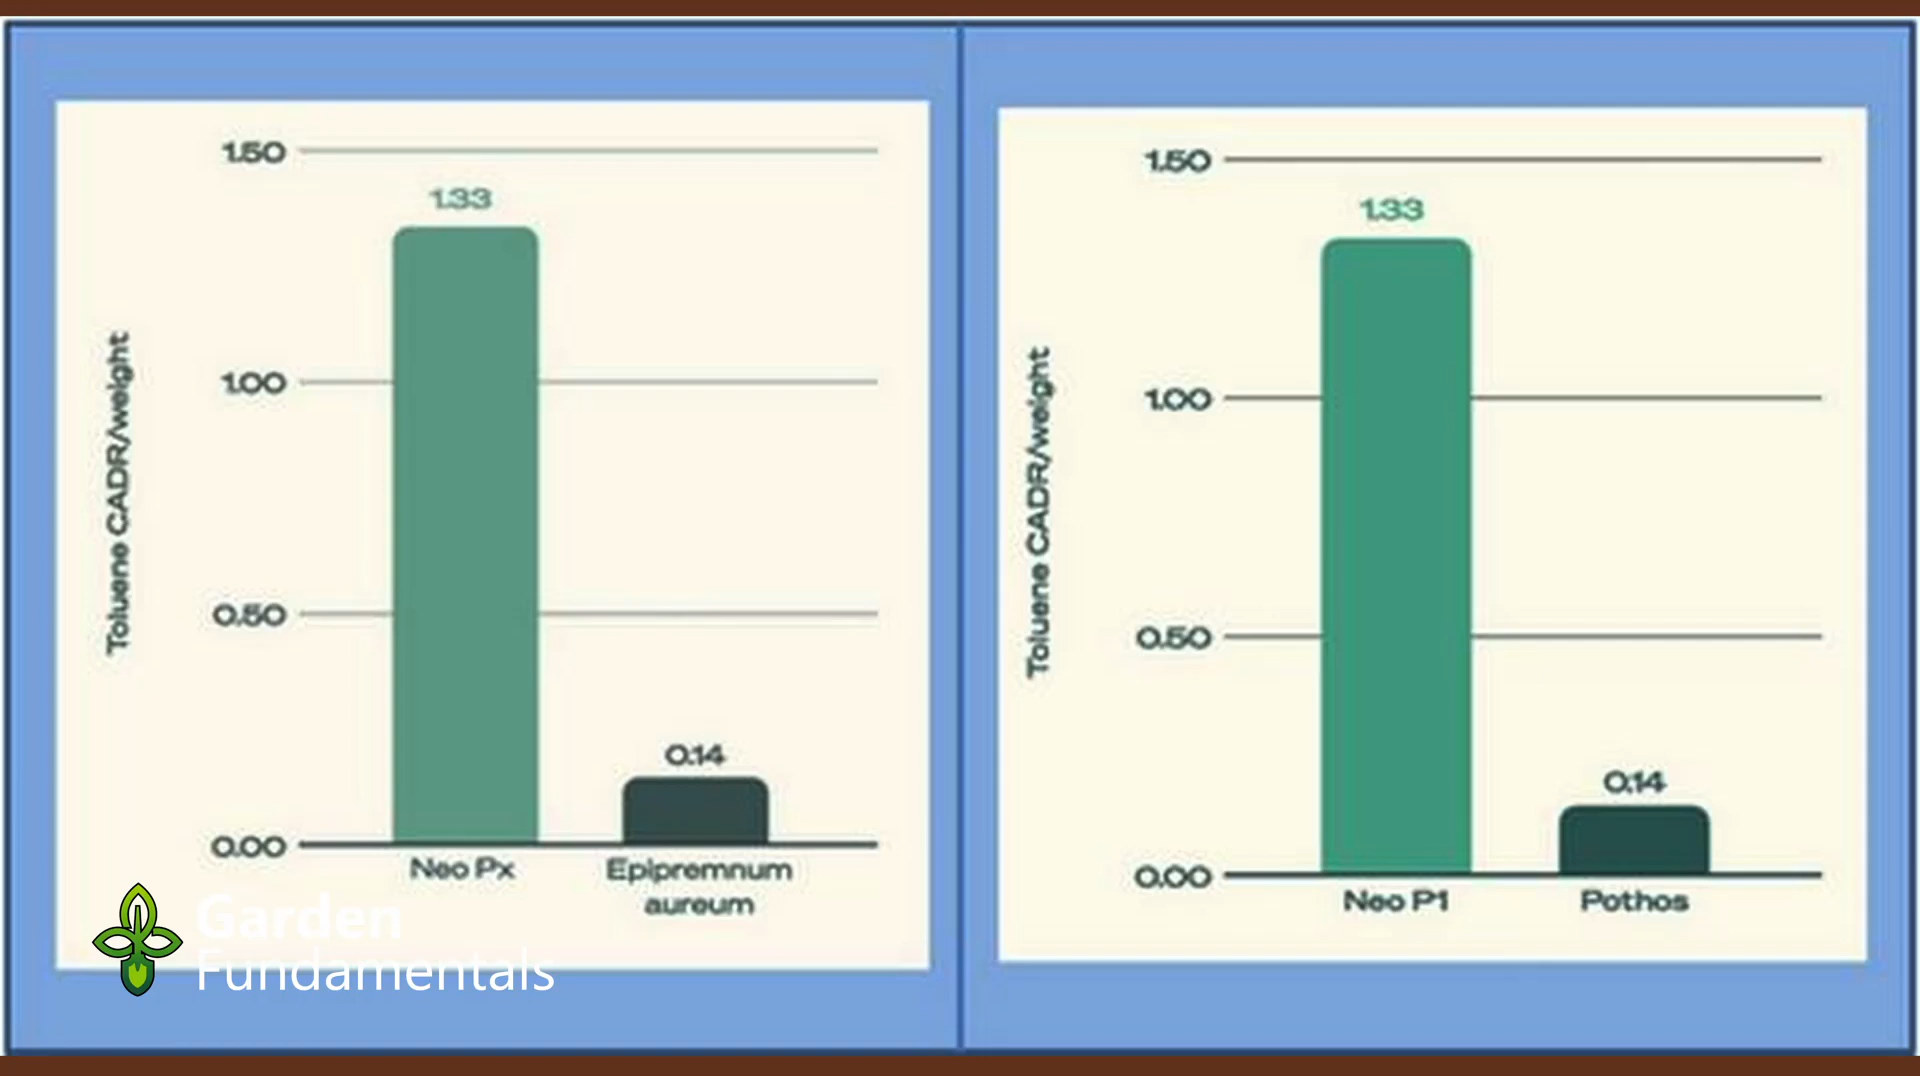 1.50
1.33
1.00
Toluene CADR/weight
0.50
0.14
0.00
Neo Px
Epipremnum
aureum
1.50
1.33
1.00
Toluene CADR/weight
0.50
0.14
0.00
Neo P1
Pothos
Garden
Fundamentals